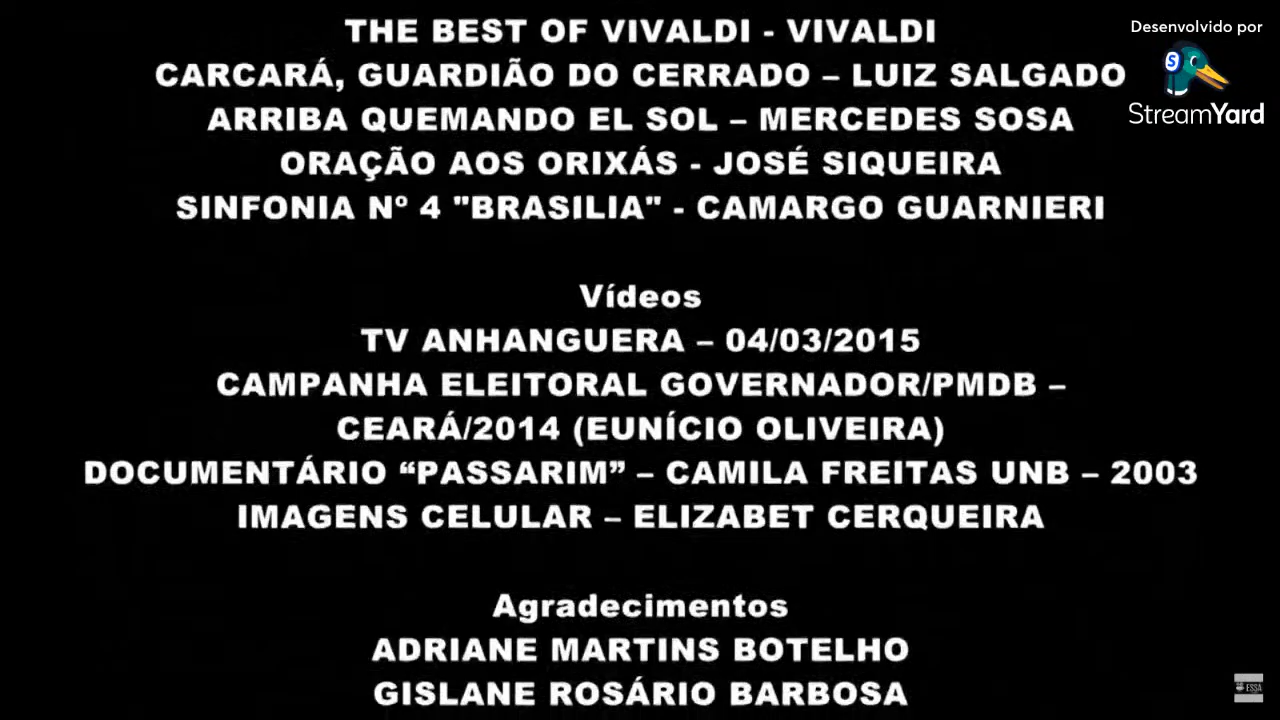 THE BEST OF VIVALDI - VIVALDI
Desenvolvido por
CARCARÁ, GUARDIÃO DO CERRADO – LUIZ SALGADO
S
StreamYard
ARRIBA QUEMANDO EL SOL – MERCEDES SOSA
ORAÇÃO AOS ORIXÁS - JOSÉ SIQUEIRA
SINFONIA Nº 4 "BRASILIA" - CAMARGO GUARNIERI
Vídeos
TV ANHANGUERA – 04/03/2015
CAMPANHA ELEITORAL GOVERNADOR/PMDB –
CEARÁ/2014 (EUNÍCIO OLIVEIRA)
DOCUMENTÁRIO “PASSARIM” – CAMILA FREITAS UNB – 2003
IMAGENS CELULAR – ELIZABET CERQUEIRA
Agradecimentos
ADRIANE MARTINS BOTELHO
GISLANE ROSÁRIO BARBOSA
ESSA